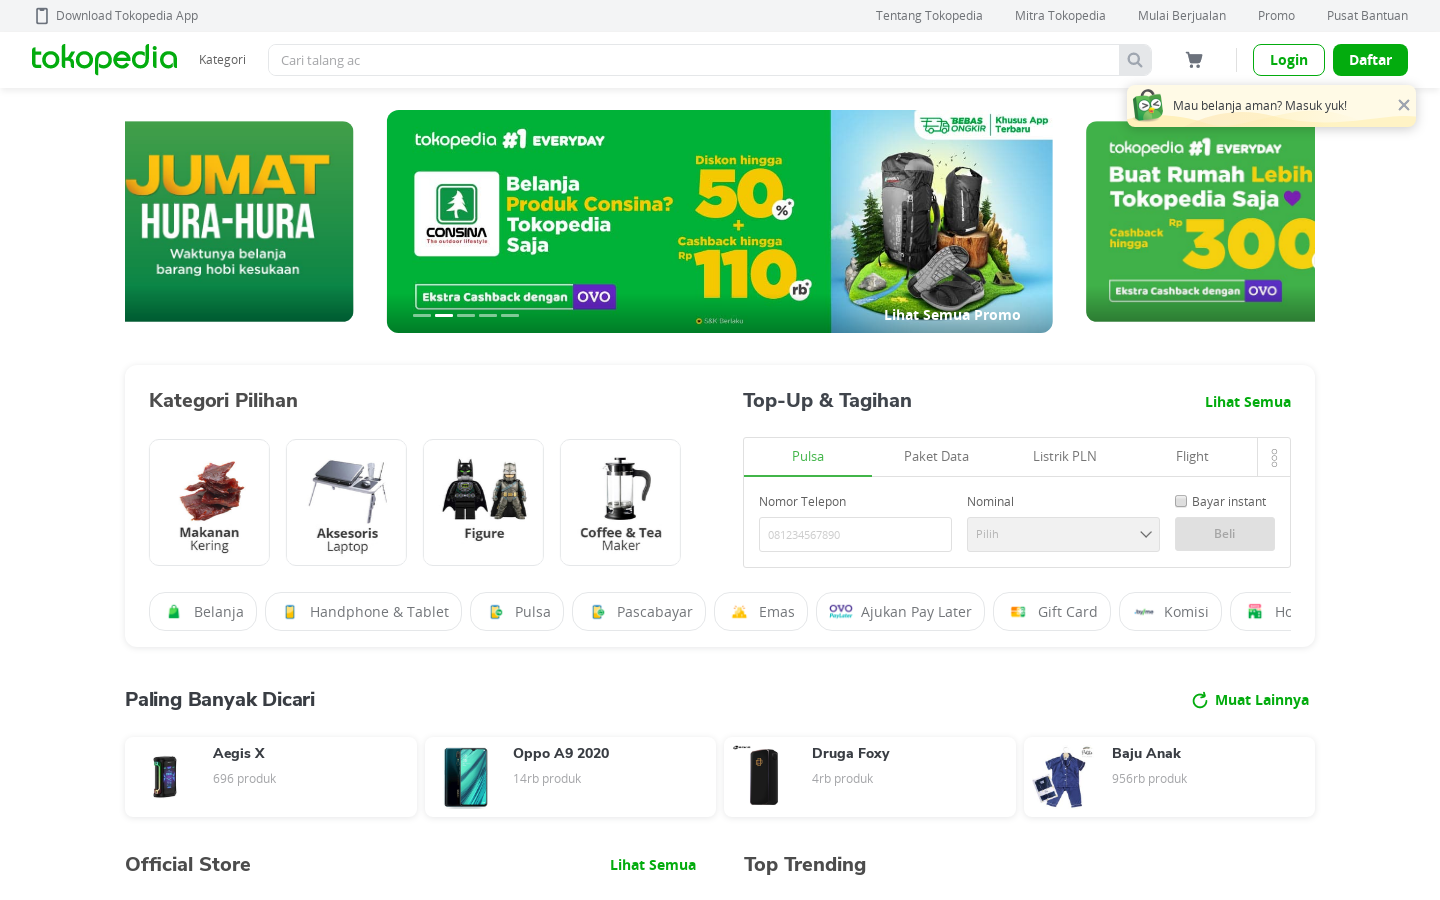 Download Tokopedia App
Tentang Tokopedia
Mitra Tokopedia
Mulai Berjualan
Promo
Pusat Bantuan
tokopedia
Kategori
Cari talang ac
Login
Daftar
Mau belanja aman? Masuk yuk!
JUMAT
HURA-HURA
Waktunya belanja
barang hobi kesukaan
tokopedia #1 EVERYDAY
CONSINA
The outdoor lifestyle
Belanja
Produk Consina?
Tokopedia
Saja
Diskon hingga
50%
+
Cashback hingga
Rp 110 rb
Ekstra Cashback dengan OVO
S&K Berlaku
BEBAS ONGKIR
Khusus App
Terbaru
Lihat Semua Promo
tokopedia #1 EVERYDAY
Buat Rumah Lebih
Tokopedia Saja
Cashback
hingga
Rp 300
Ekstra Cashback dengan OVO
Kategori Pilihan
Makanan
Kering
Aksesoris
Laptop
Figure
Coffee & Tea
Maker
Top-Up & Tagihan
Lihat Semua
Pulsa
Paket Data
Listrik PLN
Flight
Nomor Telepon
Nominal
Bayar instant
081234567890
Pilih
Beli
Belanja
Handphone & Tablet
Pulsa
Pascabayar
Emas
OVO
PayLater
Ajukan Pay Later
Gift Card
Komisi
Paling Banyak Dicari
Muat Lainnya
Aegis X
696 produk
Oppo A9 2020
14rb produk
Druga Foxy
4rb produk
Baju Anak
956rb produk
Official Store
Lihat Semua
Top Trending